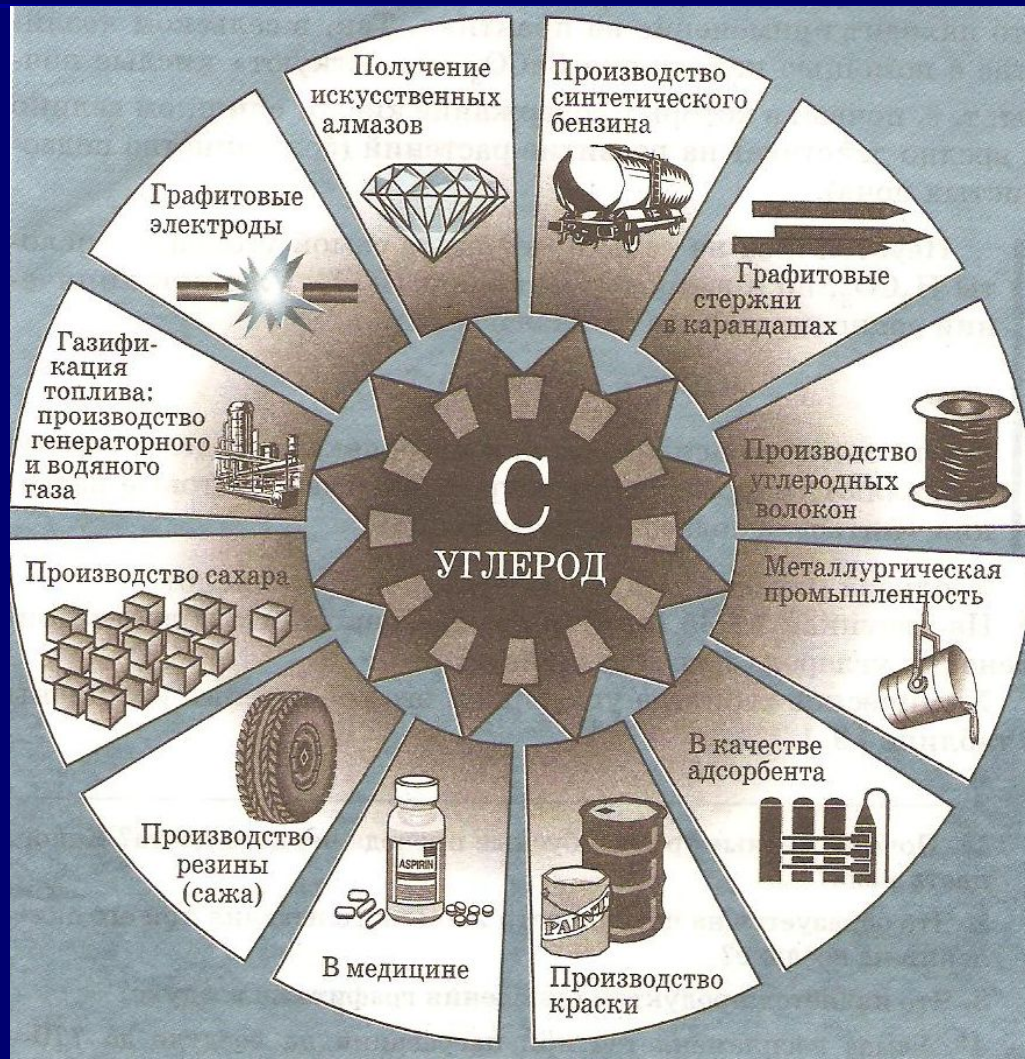 Получение
искусственных
алмазов
Производство
синтетического
бензина
Графитовые
стержни
в карандашах
Производство
углеродных
волокон
Металлургическая
промышленность
В качестве
адсорбента
Производство
краски
PAINT
В медицине
ASPIRIN
Производство
резины
(сажа)
Производство сахара
Газифи-
кация
топлива:
производство
генераторного
и водяного
газа
Графитовые
электроды
C
УГЛЕРОД